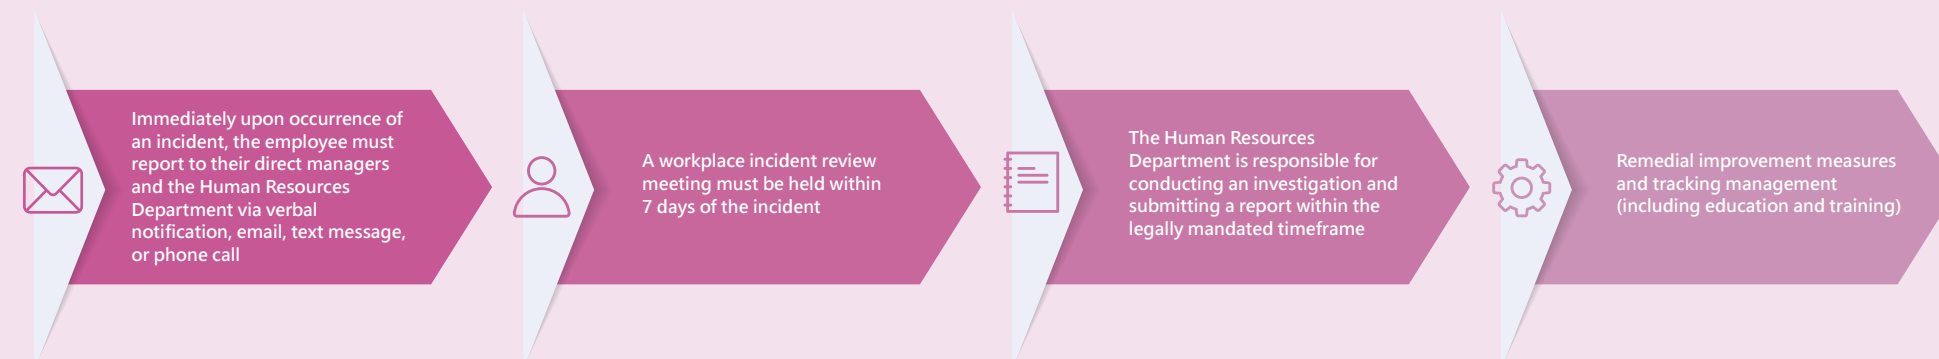 Immediately upon occurrence of
an incident, the employee must
report to their direct managers
and the Human Resources
Department via verbal
notification, email, text message,
or phone call
A workplace incident review
meeting must be held within
7 days of the incident
The Human Resources
Department is responsible for
conducting an investigation and
submitting a report within the
legally mandated timeframe
Remedial improvement measures
and tracking management
(including education and training)